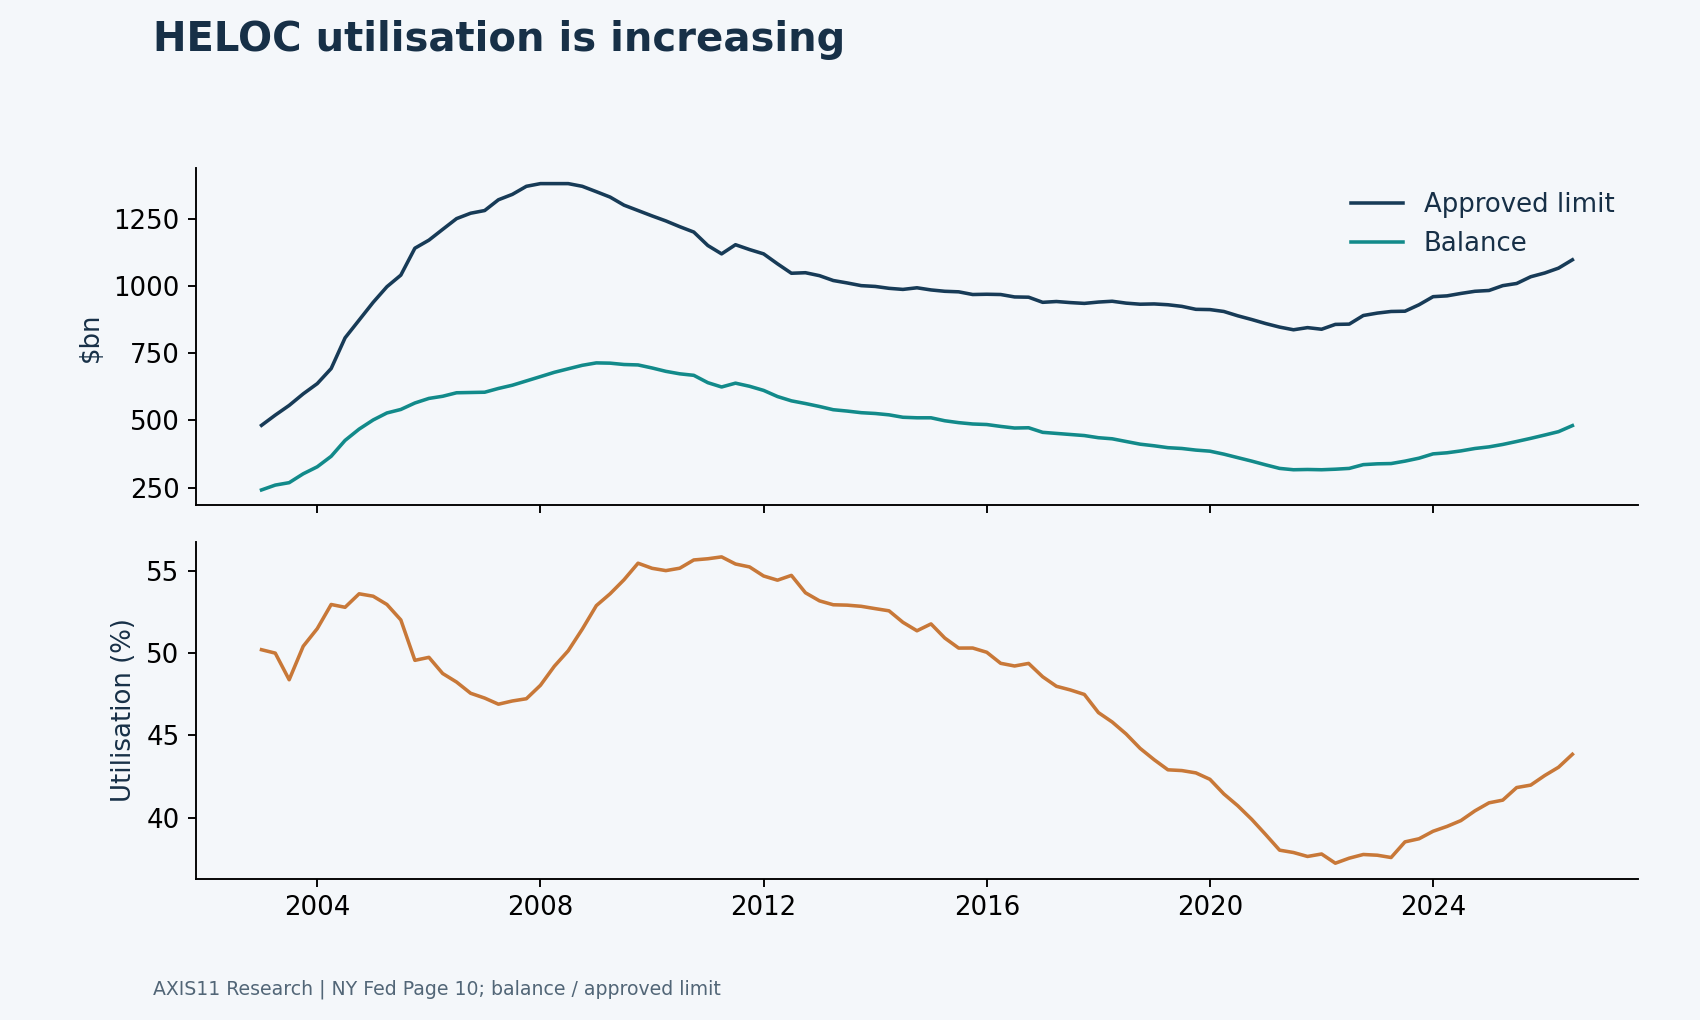 HELOC utilisation is increasing
Approved limit
Balance
$bn
1250
1000
750
500
250
Utilisation (%)
55
50
45
40
2004 2008 2012 2016 2020 2024
AXIS11 Research | NY Fed Page 10; balance / approved limit